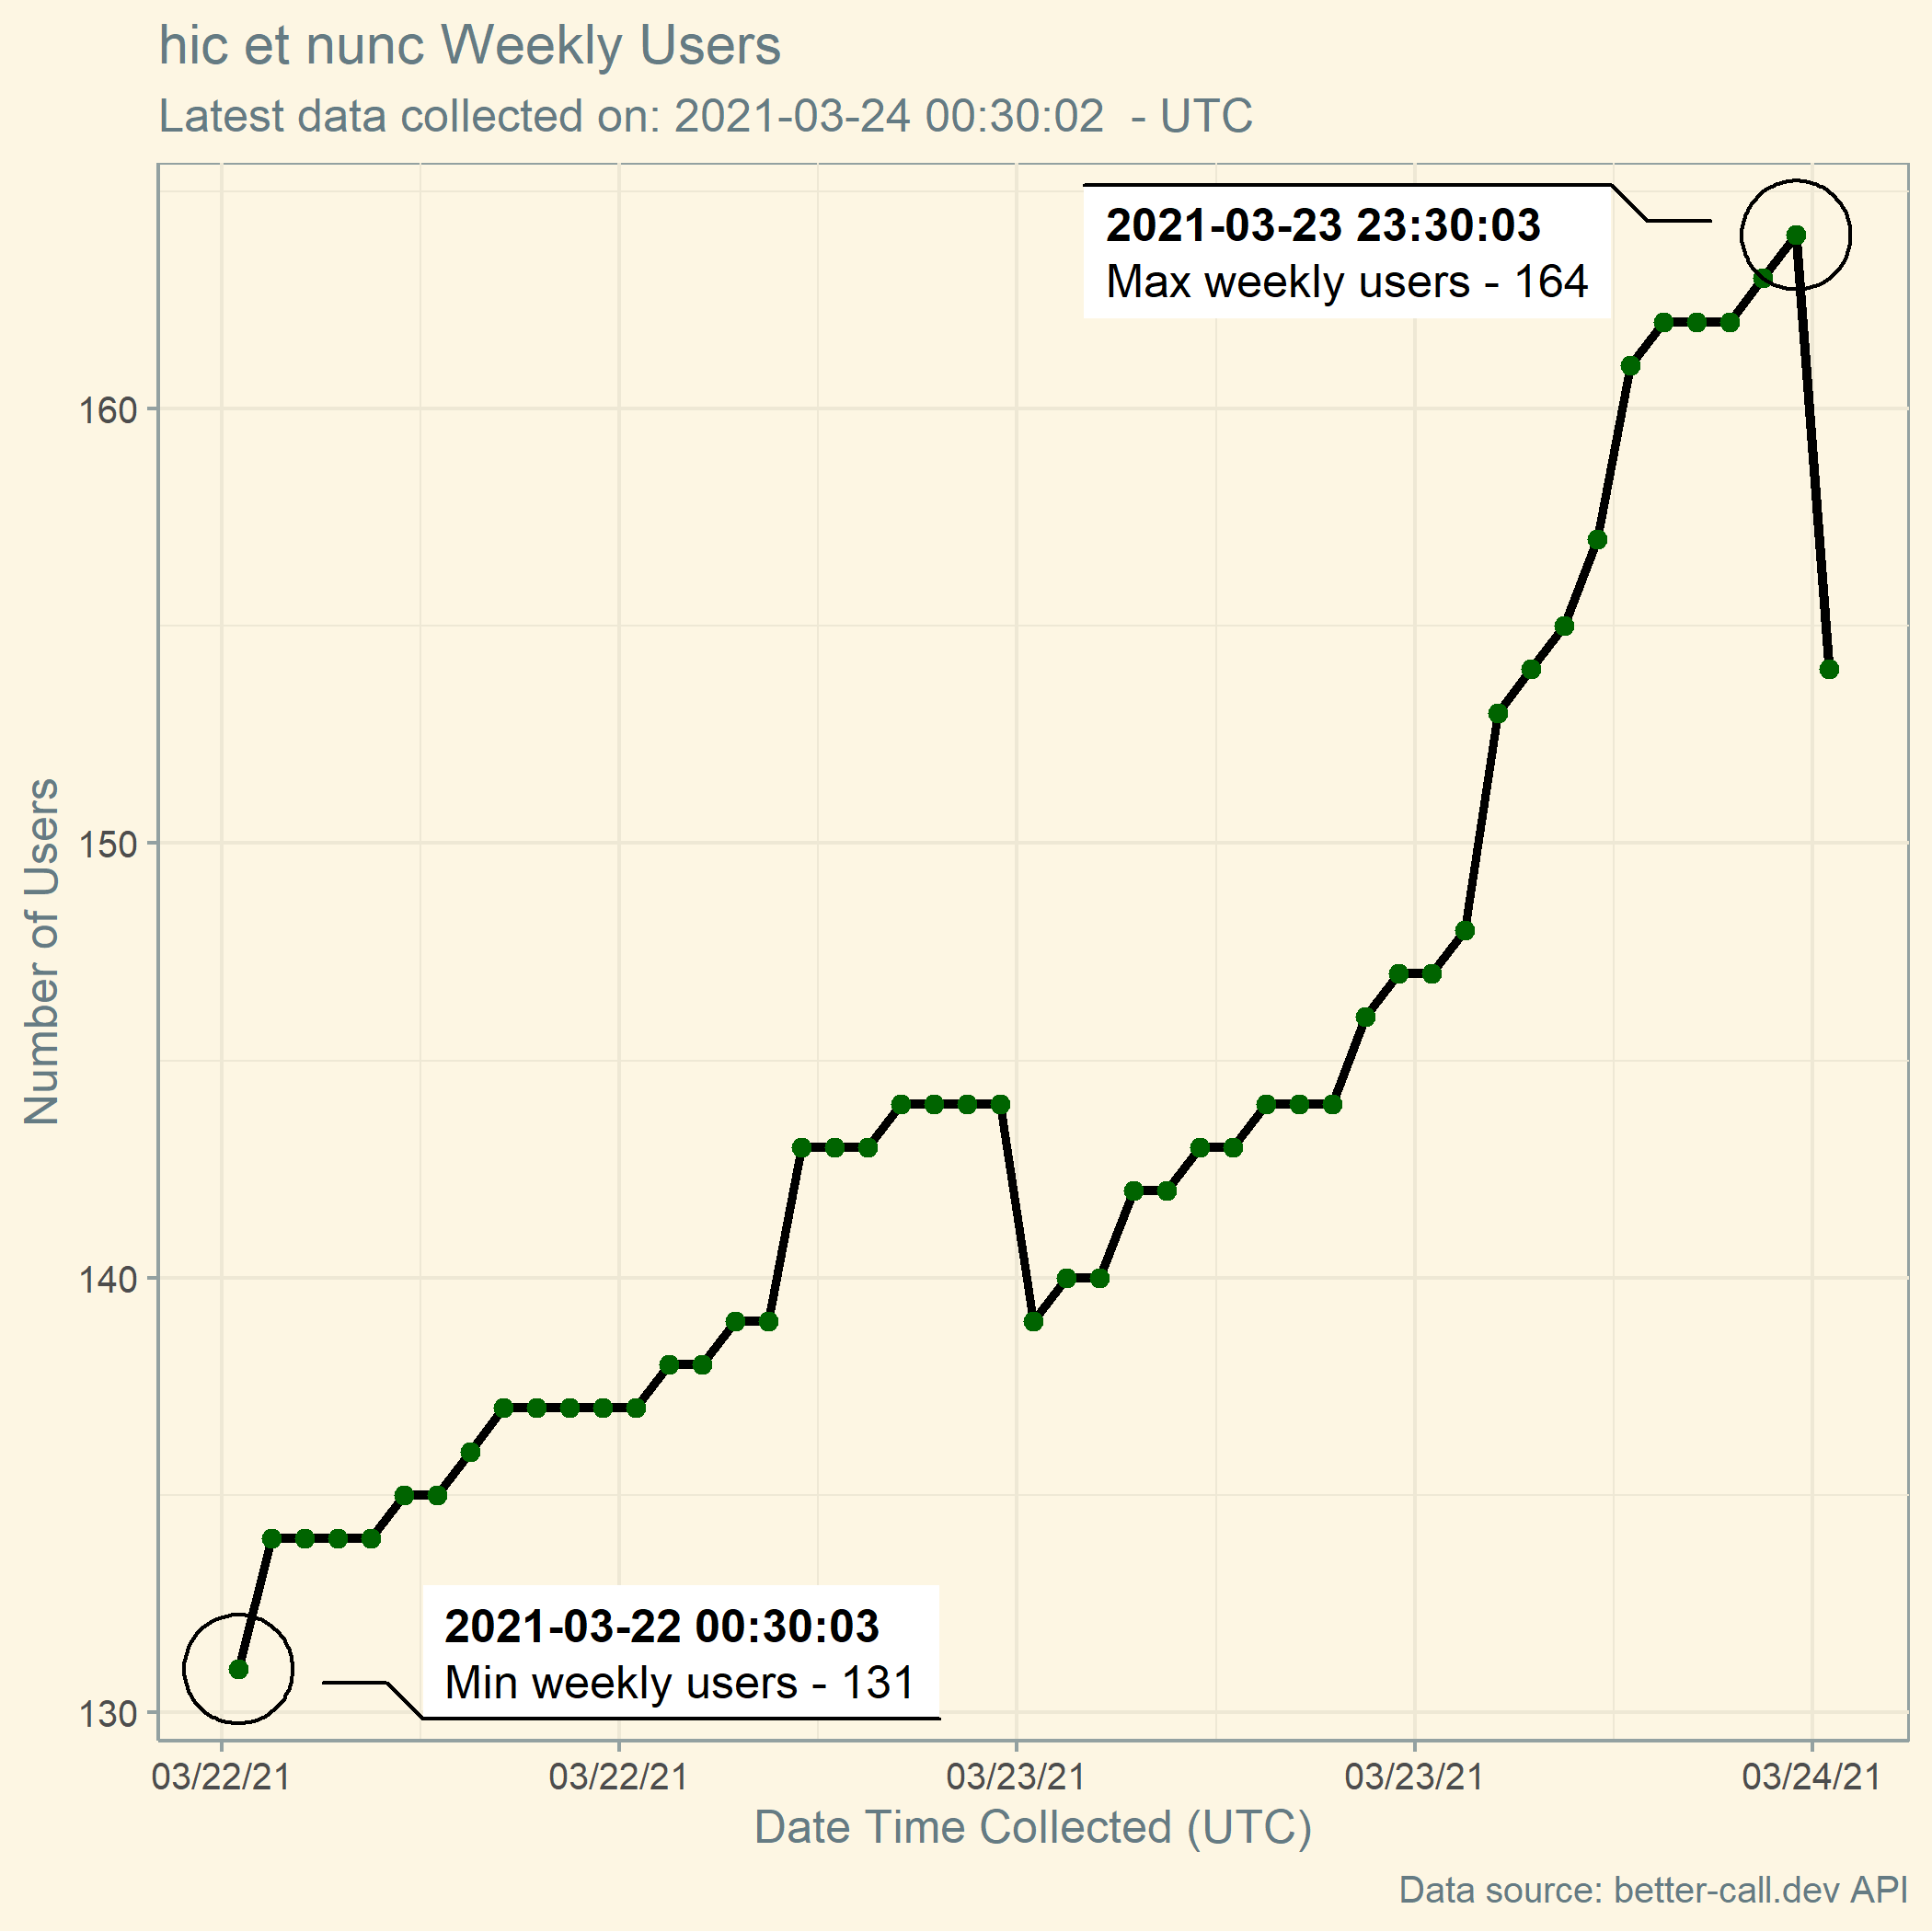 hic et nunc Weekly Users
Latest data collected on: 2021-03-24 00:30:02  - UTC
2021-03-23 23:30:03
Max weekly users - 164
160
150
140
130
Number of Users
2021-03-22 00:30:03
Min weekly users - 131
03/22/21 03/22/21 03/23/21 03/23/21 03/24/21
Date Time Collected (UTC)
Data source: better-call.dev API